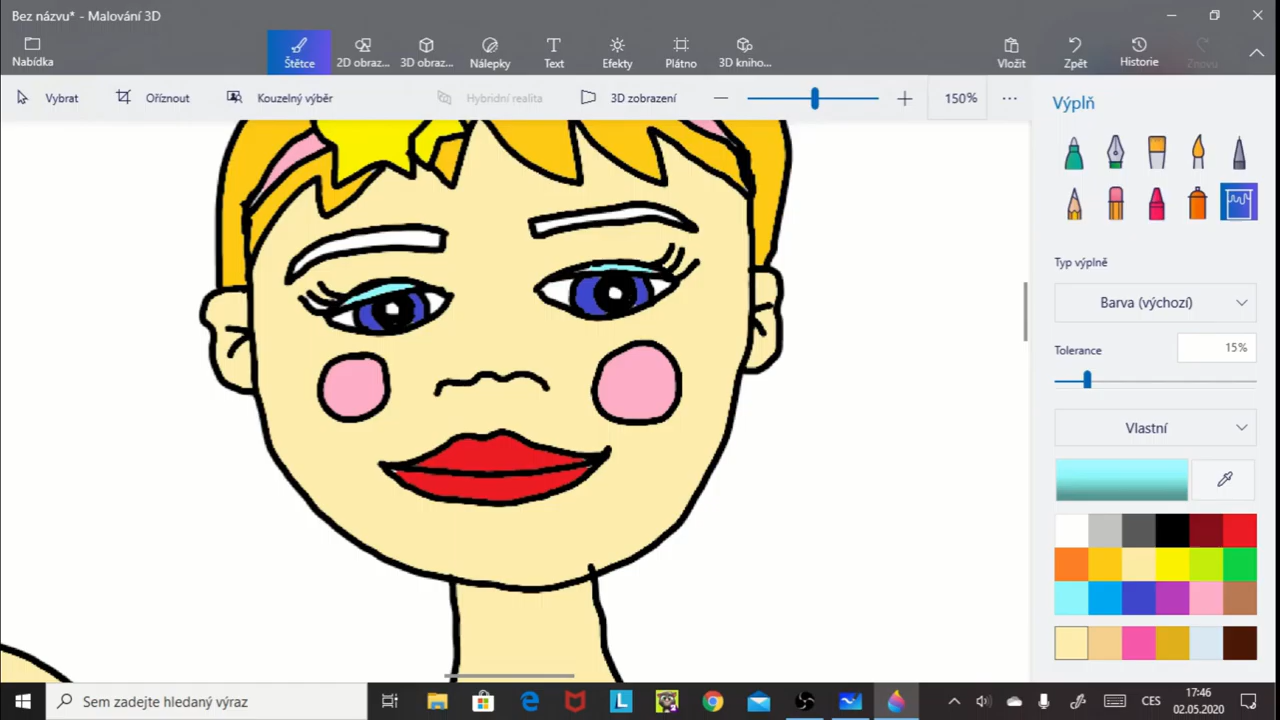 Bez názvu* - Malování 3D
Nabídka
Štětce
2D obraz...
3D obraz...
Nálepky
Text
Efekty
Plátno
3D kniho...
Vložit
Zpět
Historie
Znovu
Vybrat
Oříznout
Kouzelný výběr
Hybridní realita
3D zobrazení
150%
Výplň
Typ výplně
Barva (výchozí)
Tolerance
15%
Vlastní
Sem zadejte hledaný výraz
CES
17:46
02.05.2020